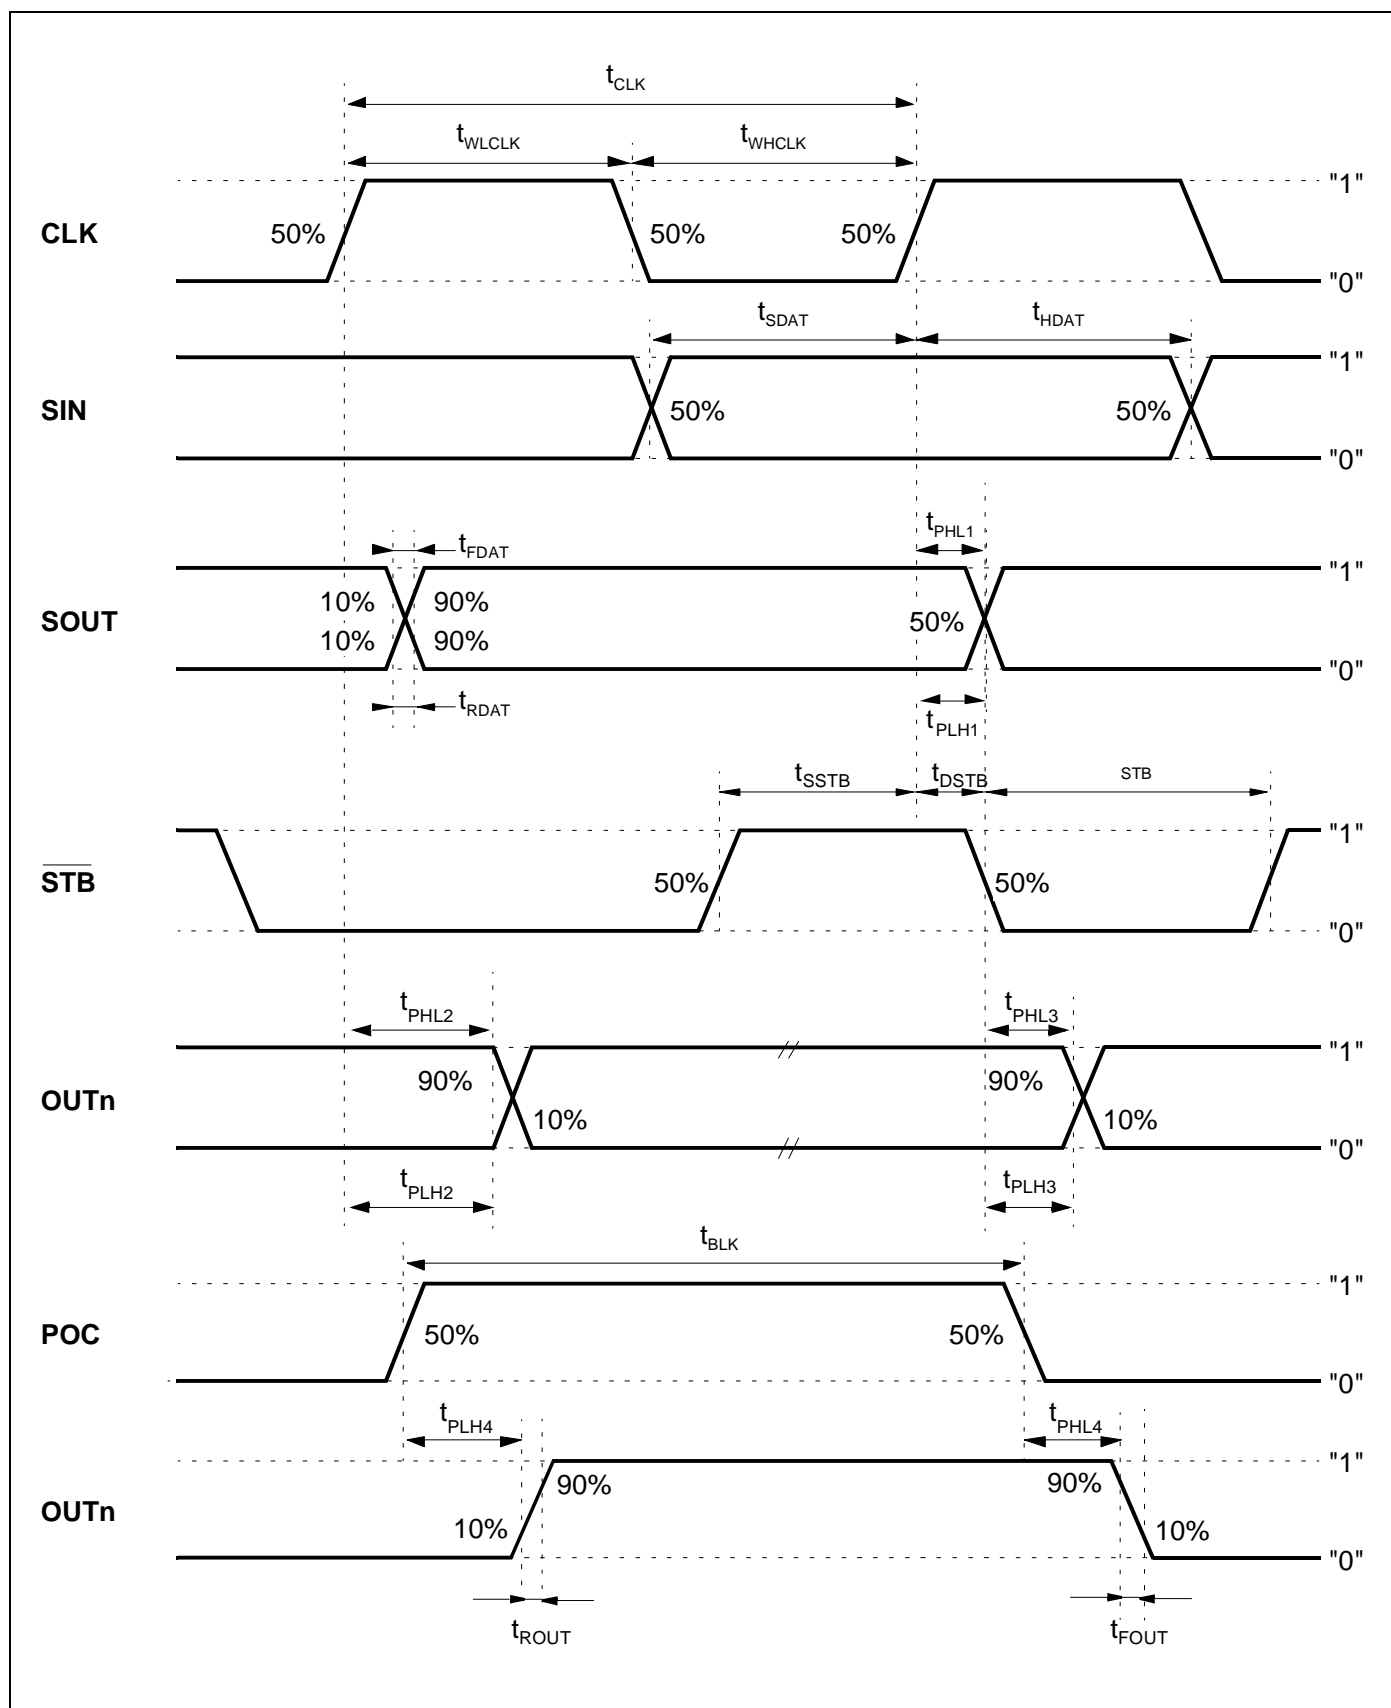 tCLK
tWLCLK tWHCLK
"1"
CLK 50% 50% 50%
"0"
tSDAT tHDAT
"1"
SIN 50% 50%
"0"
tFDAT tPHL1
"1"
10% 90%
SOUT 50%
10% 90%
"0"
tRDAT tPLH1
tSSTB tDSTB STB
"1"
STB 50% 50%
"0"
tPHL2 tPHL3
"1"
90% 90%
OUTn 10% 10%
"0"
tPLH2 tPLH3
tBLK
"1"
POC 50% 50%
"0"
tPLH4 tPHL4
"1"
90% 90%
OUTn 10% 10%
"0"
tROUT tFOUT